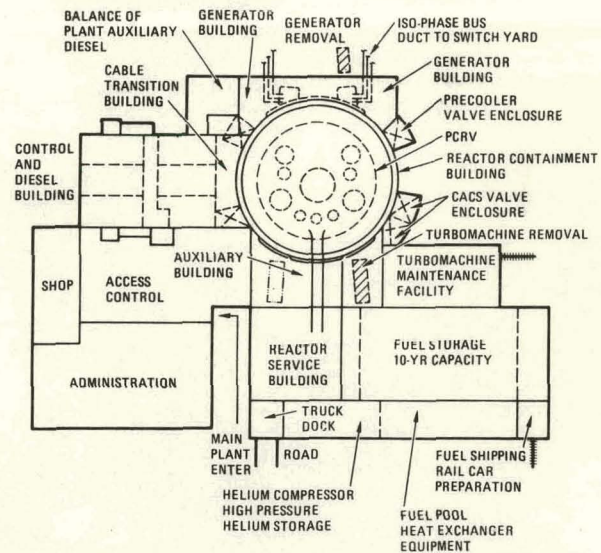 BALANCE OF
PLANT AUXILIARY
DIESEL
GENERATOR
BUILDING
GENERATOR
REMOVAL
ISO-PHASE BUS
DUCT TO SWITCH YARD
GENERATOR
BUILDING
CABLE
TRANSITION
BUILDING
PRECOOLER
VALVE ENCLOSURE
PCRV
REACTOR CONTAINMENT
BUILDING
CONTROL
AND
DIESEL
BUILDING
CACS VALVE
ENCLOSURE
TURBOMACHINE REMOVAL
AUXILIARY
BUILDING
TURBOMACHINE
MAINTENANCE
FACILITY
SHOP
ACCESS
CONTROL
REACTOR
SERVICE
BUILDING
FUEL STORAGE
10-YR CAPACITY
ADMINISTRATION
TRUCK
DOCK
MAIN
PLANT
ENTER
ROAD
FUEL SHIPPING
RAIL CAR
PREPARATION
HELIUM COMPRESSOR
HIGH PRESSURE
HELIUM STORAGE
FUEL POOL
HEAT EXCHANGER
EQUIPMENT